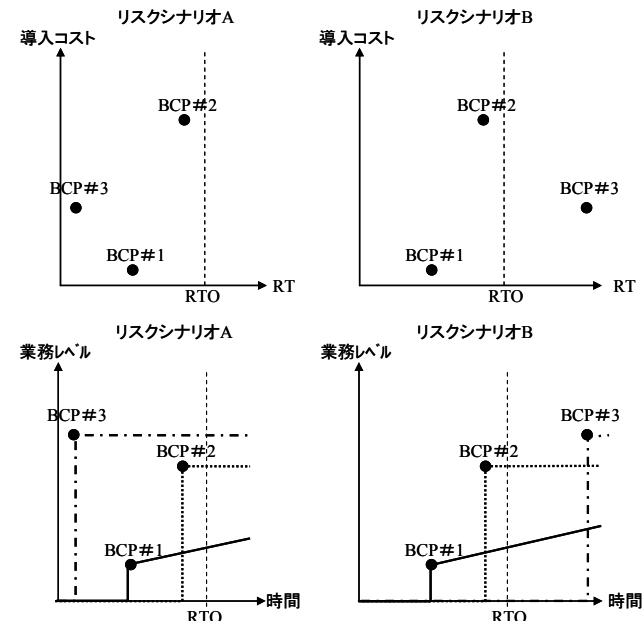 リスクシナリオA
導入コスト
BCP#2
BCP#3
BCP#1
RTO
RT
リスクシナリオB
導入コスト
BCP#2
BCP#3
BCP#1
RTO
RT
リスクシナリオA
業務レベル
BCP#3
BCP#2
BCP#1
時間
RTO
リスクシナリオB
業務レベル
BCP#3
BCP#2
BCP#1
時間
RTO